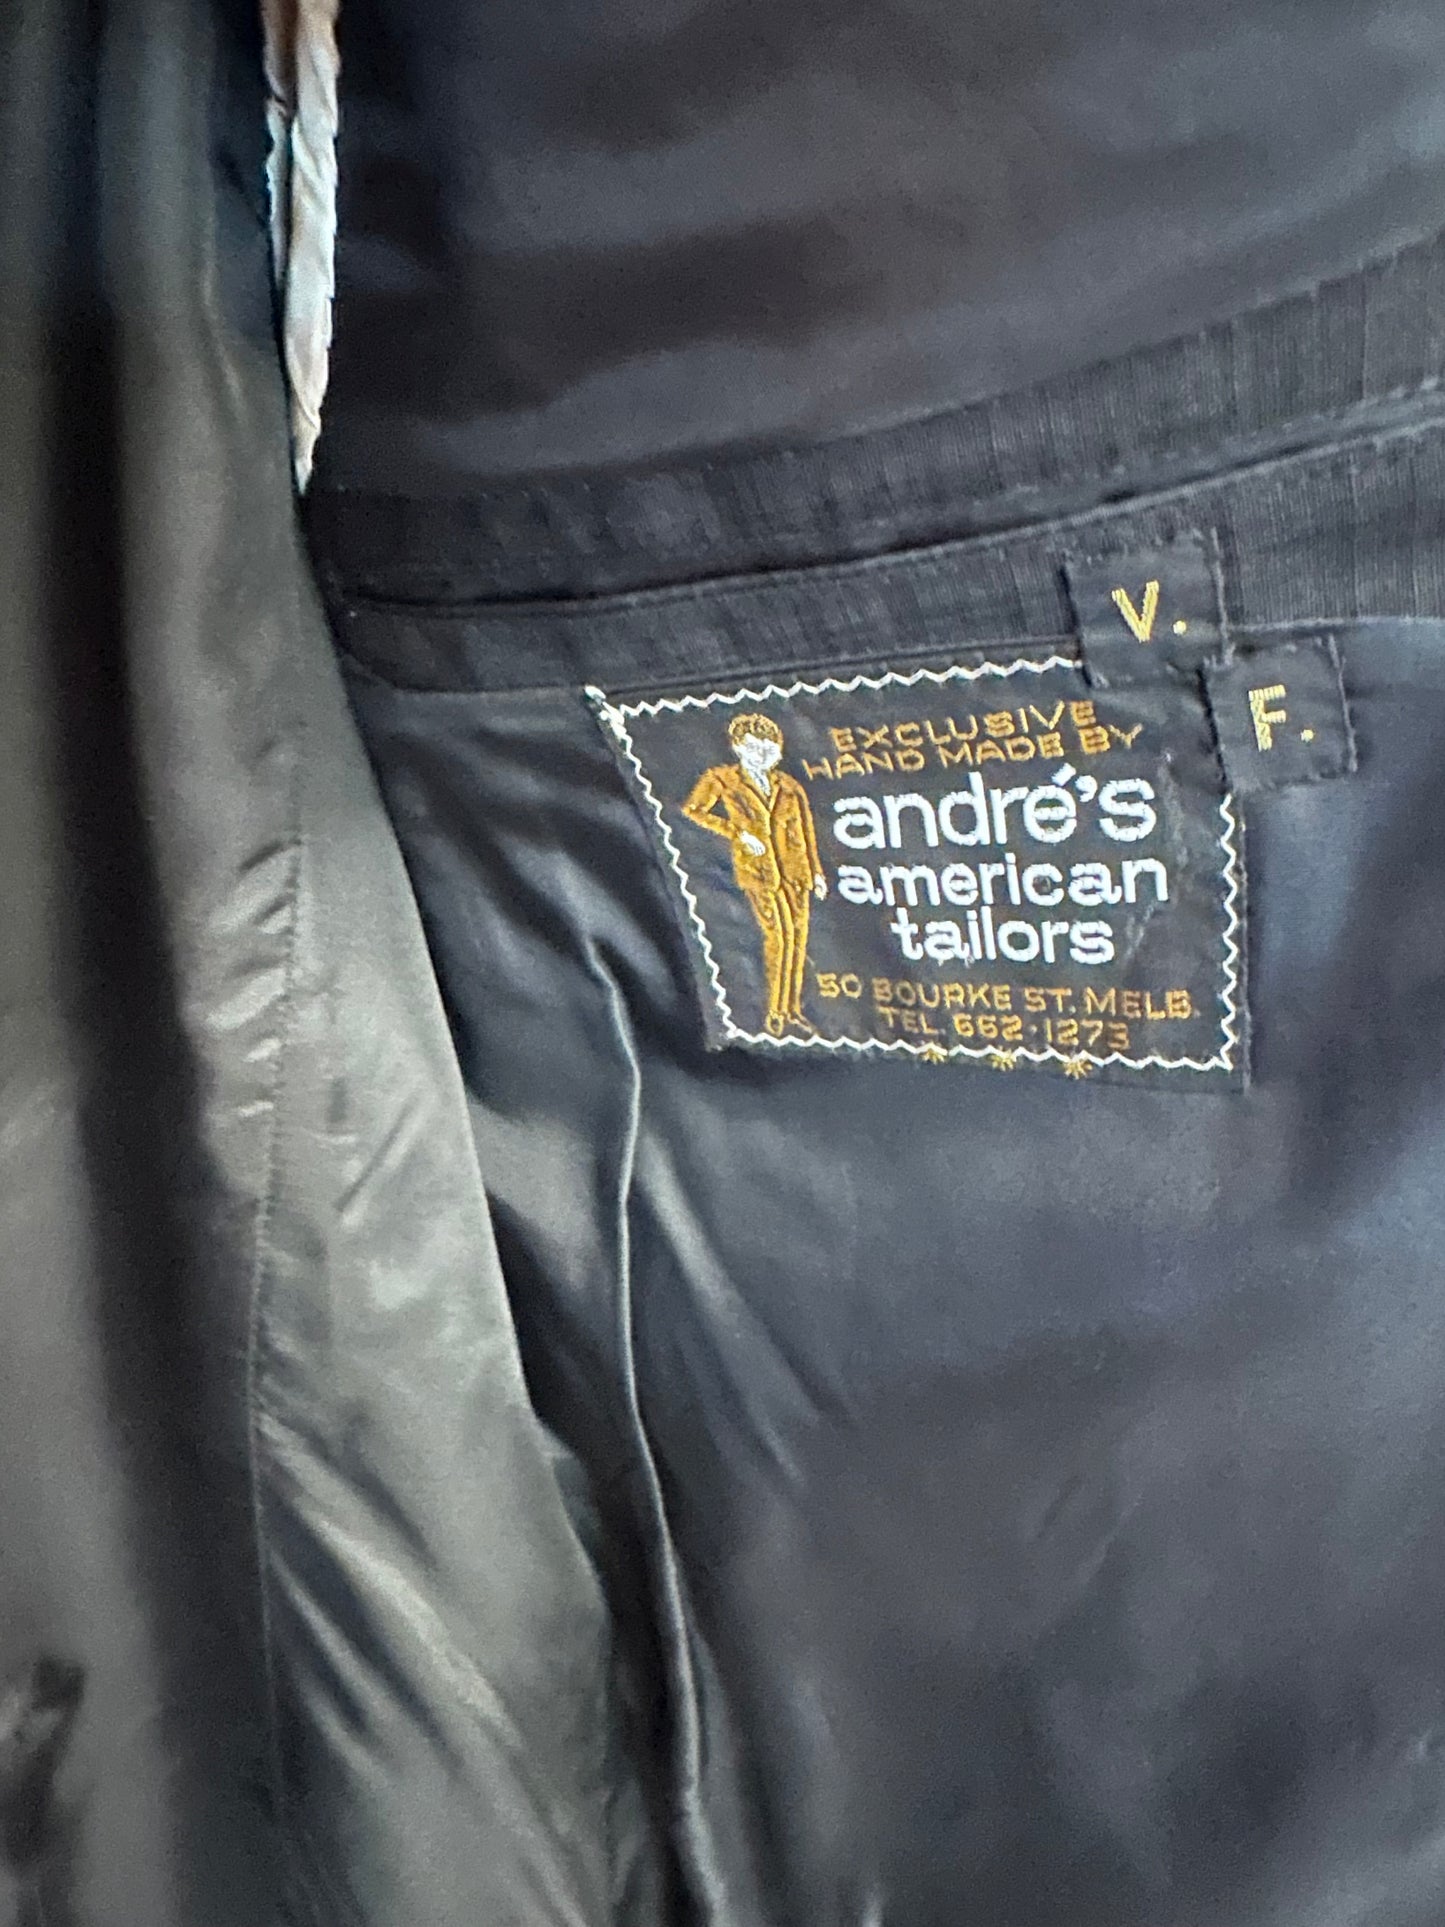 V.
F.
EXCLUSIVE
HAND MADE BY
andré's
american
tailors
50 BOURKE ST. MELB.
TEL. 662·1273